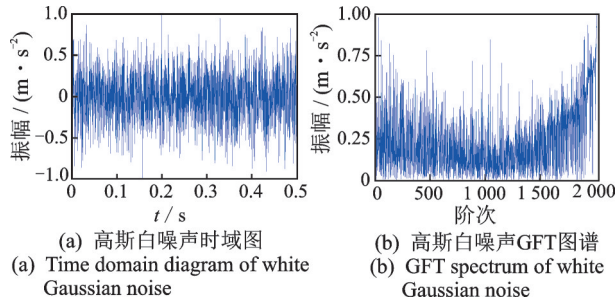 振幅 / (m·s⁻²)
1.0
0.5
0
−0.5
−1.0
0 0.1 0.2 0.3 0.4 0.5
t / s
(a) 高斯白噪声时域图
(a) Time domain diagram of white
Gaussian noise
振幅 / (m·s⁻²)
1.00
0.75
0.50
0.25
0
0 500 1 000 1 500 2 000
阶次
(b) 高斯白噪声GFT图谱
(b) GFT spectrum of white
Gaussian noise